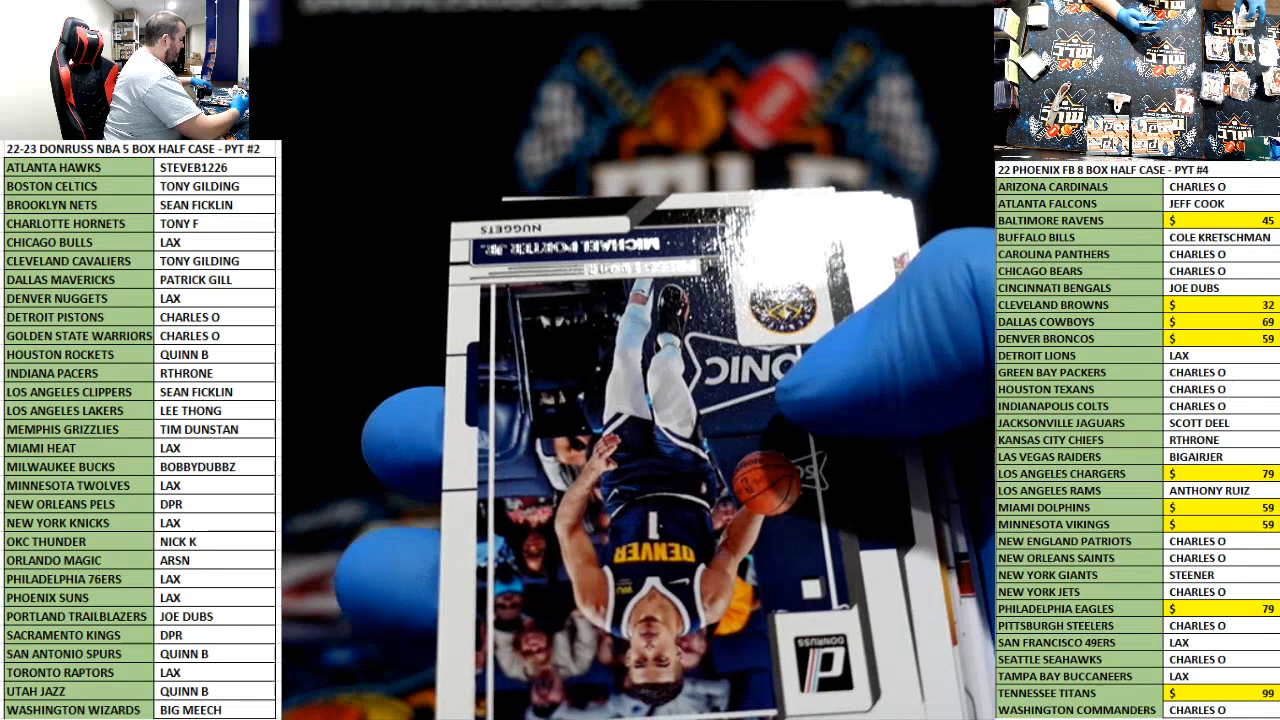 22-23 DONRUSS NBA 5 BOX HALF CASE - PYT #2
ATLANTA HAWKS STEVEB1226
BOSTON CELTICS TONY GILDING
BROOKLYN NETS SEAN FICKLIN
CHARLOTTE HORNETS TONY F
CHICAGO BULLS LAX
CLEVELAND CAVALIERS TONY GILDING
DALLAS MAVERICKS PATRICK GILL
DENVER NUGGETS LAX
DETROIT PISTONS CHARLES O
GOLDEN STATE WARRIORS CHARLES O
HOUSTON ROCKETS QUINN B
INDIANA PACERS RTHRONE
LOS ANGELES CLIPPERS SEAN FICKLIN
LOS ANGELES LAKERS LEE THONG
MEMPHIS GRIZZLIES TIM DUNSTAN
MIAMI HEAT LAX
MILWAUKEE BUCKS BOBBYDUBBZ
MINNESOTA TWOLVES LAX
NEW ORLEANS PELS DPR
NEW YORK KNICKS LAX
OKC THUNDER NICK K
ORLANDO MAGIC ARSN
PHILADELPHIA 76ERS LAX
PHOENIX SUNS LAX
PORTLAND TRAILBLAZERS JOE DUBS
SACRAMENTO KINGS DPR
SAN ANTONIO SPURS QUINN B
TORONTO RAPTORS LAX
UTAH JAZZ QUINN B
WASHINGTON WIZARDS BIG MEECH
NUGGETS
MICHAEL PORTER JR.
ONIC
1
DENVER
DONRUSS
22 PHOENIX FB 8 BOX HALF CASE - PYT #4
ARIZONA CARDINALS CHARLES O
ATLANTA FALCONS JEFF COOK
BALTIMORE RAVENS $ 45
BUFFALO BILLS COLE KRETSCHMAN
CAROLINA PANTHERS CHARLES O
CHICAGO BEARS CHARLES O
CINCINNATI BENGALS JOE DUBS
CLEVELAND BROWNS $ 32
DALLAS COWBOYS $ 69
DENVER BRONCOS $ 59
DETROIT LIONS LAX
GREEN BAY PACKERS CHARLES O
HOUSTON TEXANS CHARLES O
INDIANAPOLIS COLTS CHARLES O
JACKSONVILLE JAGUARS SCOTT DEEL
KANSAS CITY CHIEFS RTHRONE
LAS VEGAS RAIDERS BIGAIRJER
LOS ANGELES CHARGERS $ 79
LOS ANGELES RAMS ANTHONY RUIZ
MIAMI DOLPHINS $ 59
MINNESOTA VIKINGS $ 59
NEW ENGLAND PATRIOTS CHARLES O
NEW ORLEANS SAINTS CHARLES O
NEW YORK GIANTS STEENER
NEW YORK JETS CHARLES O
PHILADELPHIA EAGLES $ 79
PITTSBURGH STEELERS CHARLES O
SAN FRANCISCO 49ERS LAX
SEATTLE SEAHAWKS CHARLES O
TAMPA BAY BUCCANEERS LAX
TENNESSEE TITANS $ 99
WASHINGTON COMMANDERS CHARLES O